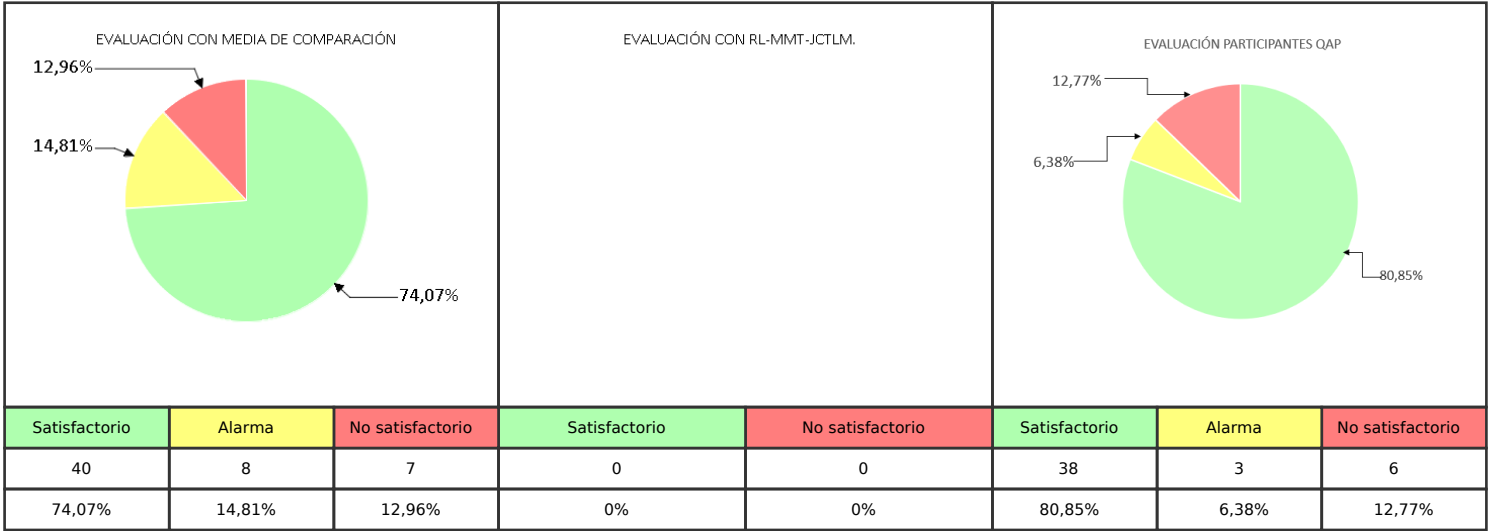 EVALUACIÓN CON MEDIA DE COMPARACIÓN
12,96%
14,81%
74,07%
EVALUACIÓN CON RL-MMT-JCTLM.
EVALUACIÓN PARTICIPANTES QAP
12,77%
6,38%
80,85%
Satisfactorio Alarma No satisfactorio Satisfactorio No satisfactorio Satisfactorio Alarma No satisfactorio
40 8 7 0 0 38 3 6
74,07% 14,81% 12,96% 0% 0% 80,85% 6,38% 12,77%